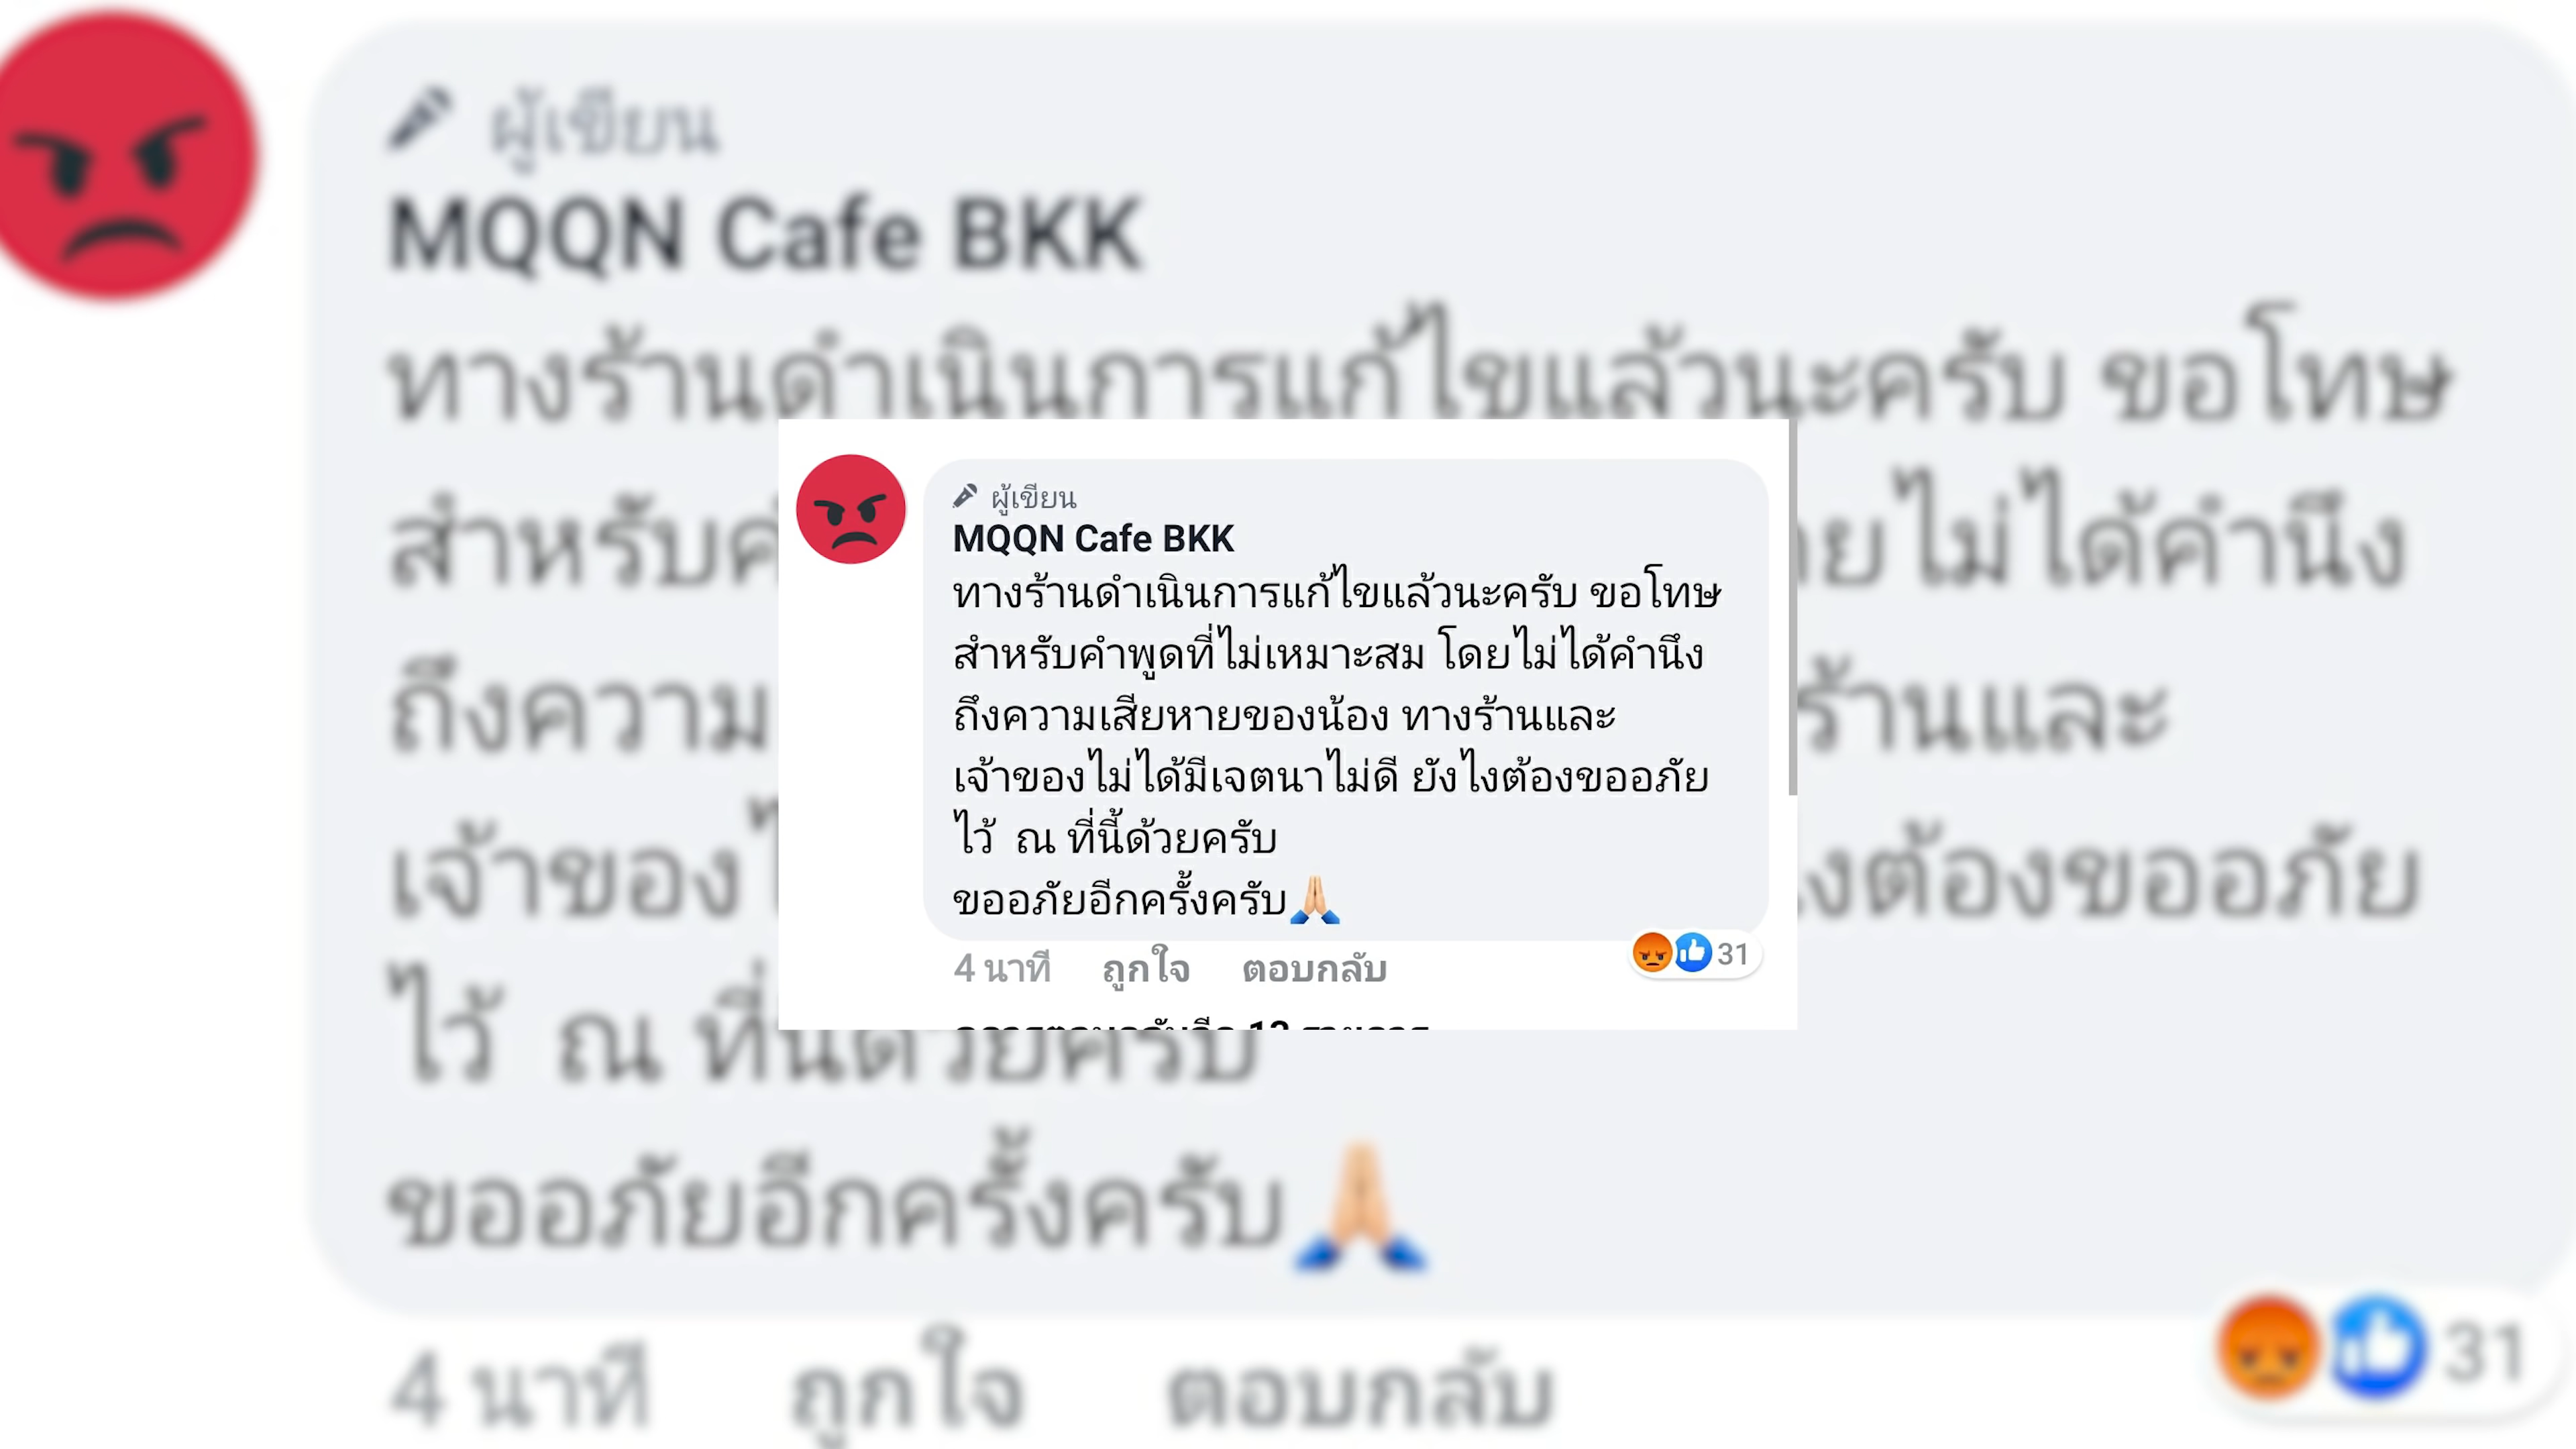 ผู้เขียน
MQQN Cafe BKK
ทางร้านดำเนินการแก้ไขแล้วนะครับ ขอโทษ
สำหรับคำพูดที่ไม่เหมาะสม โดยไม่ได้คำนึง
ถึงความเสียหายของน้อง ทางร้านและ
เจ้าของไม่ได้มีเจตนาไม่ดี ยังไงต้องขออภัย
ไว้ ณ ที่นี้ด้วยครับ
ขออภัยอีกครั้งครับ🙏🏻
4 นาที ถูกใจ ตอบกลับ 31